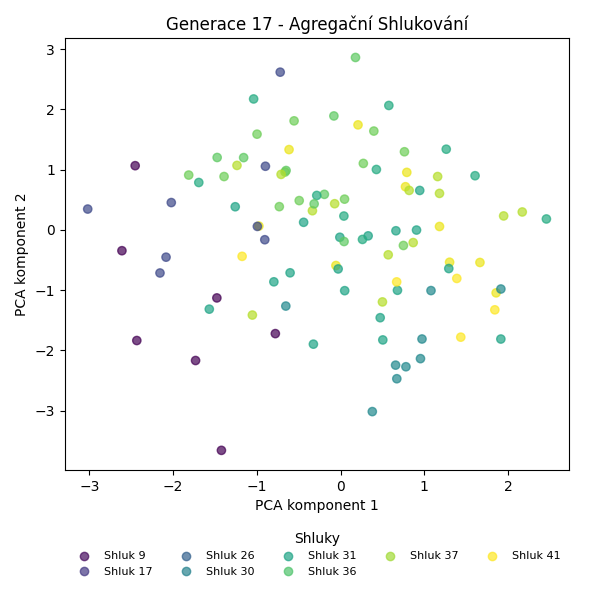 Generace 17 - Agregační Shlukování
3
2
1
0
−1
−2
−3
PCA komponent 2
−3
−2
−1
0
1
2
PCA komponent 1
Shluky
Shluk 9
Shluk 26
Shluk 31
Shluk 37
Shluk 41
Shluk 17
Shluk 30
Shluk 36